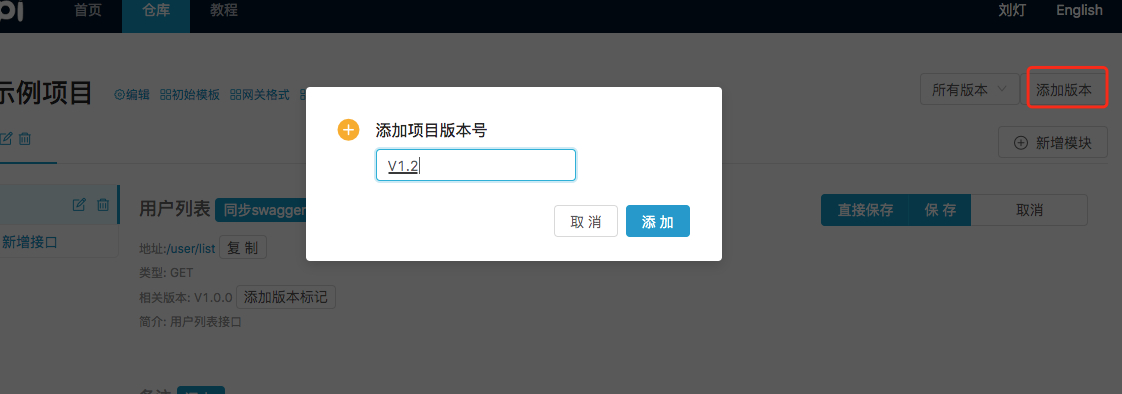 首页 仓库 教程 刘灯 English
示例项目 编辑 初始模板 网关格式 所有版本 添加版本
添加项目版本号
新增模块
V1.2
用户列表 同步swagger 直接保存 保 存 取消
取 消 添 加
新增接口
地址:/user/list 复 制
类型: GET
相关版本: V1.0.0 添加版本标记
简介: 用户列表接口